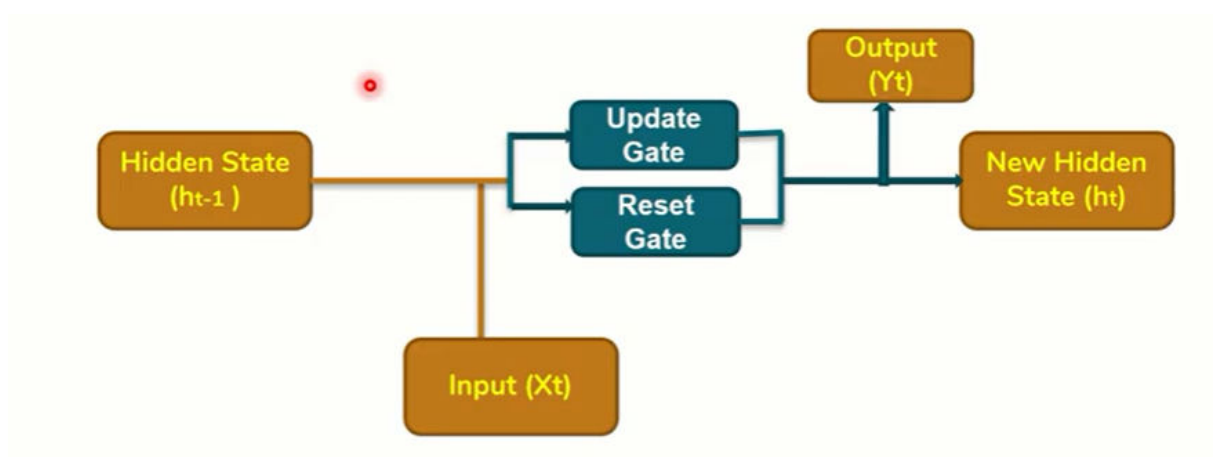 Output
(Yt)
Update
Gate
Hidden State
(ht-1 )
New Hidden
State (ht)
Reset
Gate
Input (Xt)